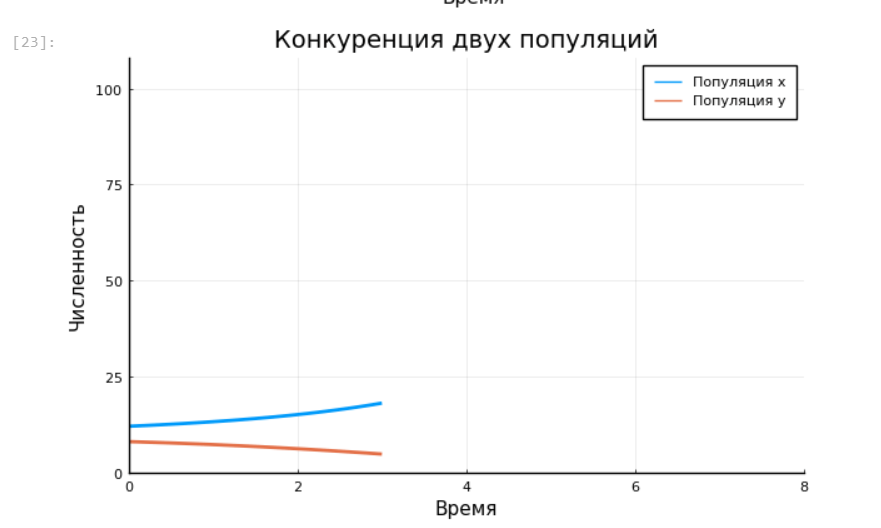 Время
[23]:
Конкуренция двух популяций
Популяция x
Популяция y
100
75
50
25
0
Численность
0 2 4 6 8
Время